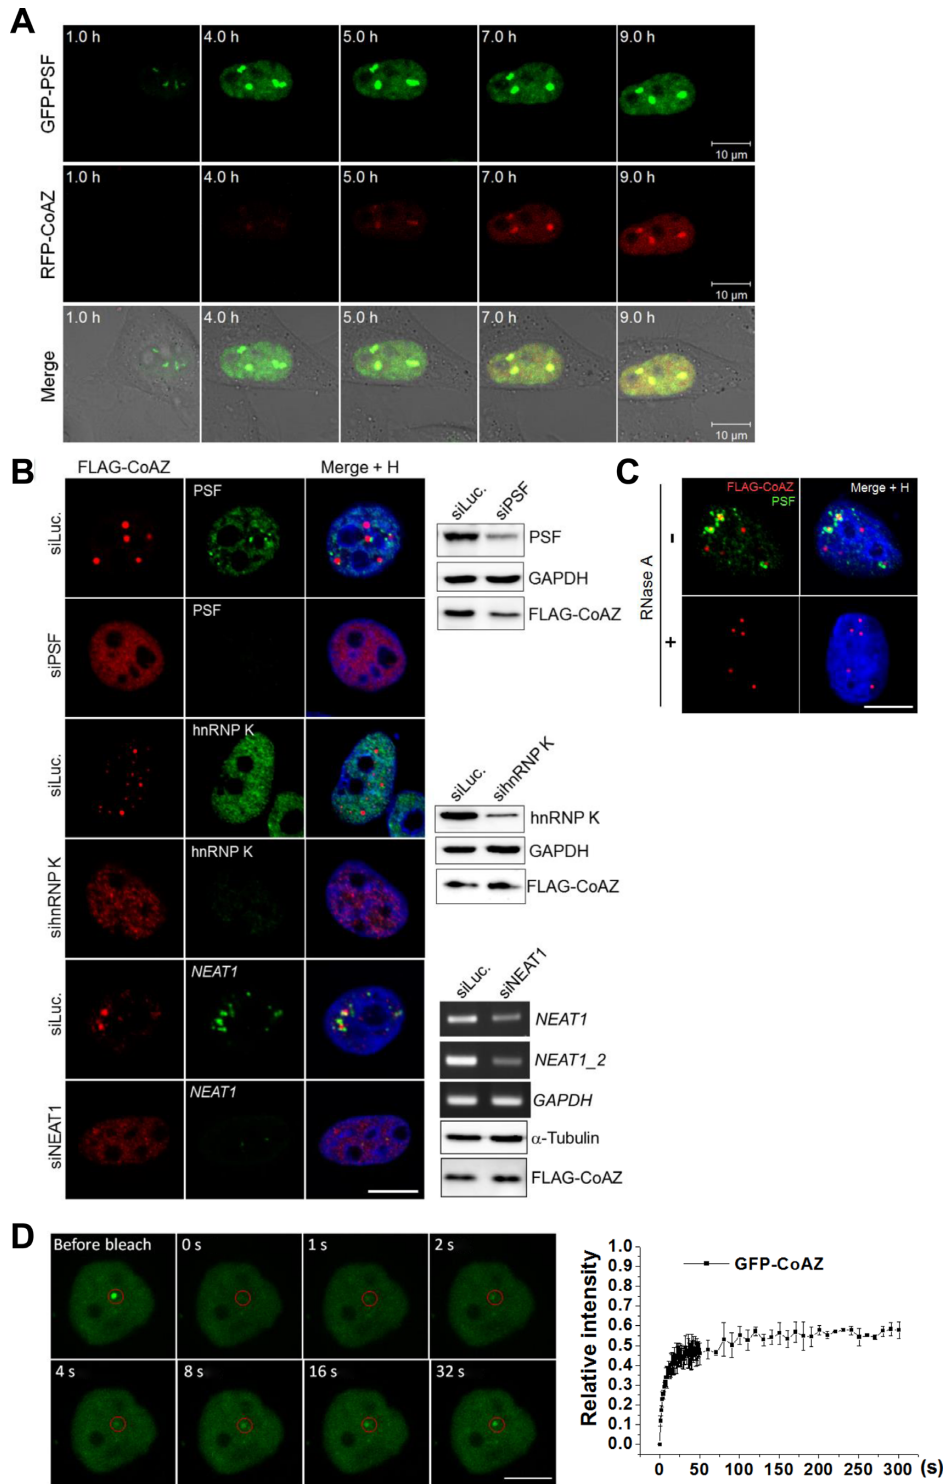 A
GFP-PSF
1.0 h
4.0 h
5.0 h
7.0 h
9.0 h
10 µm
RFP-CoAZ
1.0 h
4.0 h
5.0 h
7.0 h
9.0 h
10 µm
Merge
1.0 h
4.0 h
5.0 h
7.0 h
9.0 h
10 µm
B
FLAG-CoAZ
Merge + H
siLuc.
PSF
siPSF
PSF
siLuc.
hnRNP K
sihnRNP K
hnRNP K
siLuc.
NEAT1
siNEAT1
NEAT1
siLuc.
siPSF
PSF
GAPDH
FLAG-CoAZ
siLuc.
sihnRNP K
hnRNP K
GAPDH
FLAG-CoAZ
siLuc.
siNEAT1
NEAT1
NEAT1_2
GAPDH
α-Tubulin
FLAG-CoAZ
C
FLAG-CoAZ
PSF
Merge + H
RNase A
-
+
D
Before bleach
0 s
1 s
2 s
4 s
8 s
16 s
32 s
Relative intensity
1.0
0.9
0.8
0.7
0.6
0.5
0.4
0.3
0.2
0.1
0.0
GFP-CoAZ
0 50 100 150 200 250 300 (s)